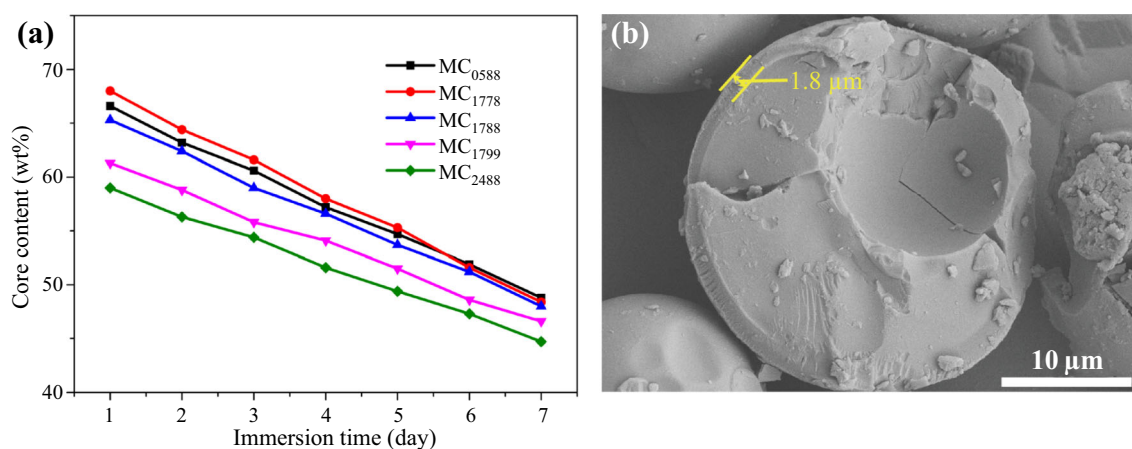 (a)
70
60
50
40
Core content (wt%)
MC0588
MC1778
MC1788
MC1799
MC2488
1 2 3 4 5 6 7
Immersion time (day)
(b)
1.8 µm
10 µm